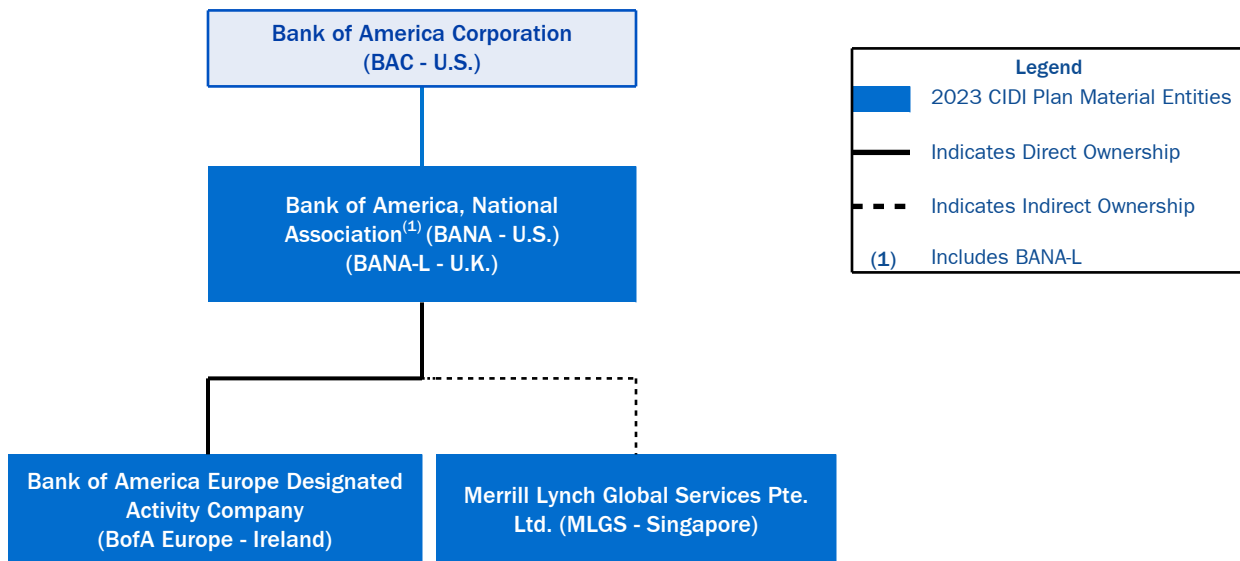 Bank of America Corporation
(BAC - U.S.)
Bank of America, National
Association(1) (BANA - U.S.)
(BANA-L - U.K.)
Bank of America Europe Designated
Activity Company
(BofA Europe - Ireland)
Merrill Lynch Global Services Pte.
Ltd. (MLGS - Singapore)
Legend
2023 CIDI Plan Material Entities
Indicates Direct Ownership
Indicates Indirect Ownership
(1) Includes BANA-L